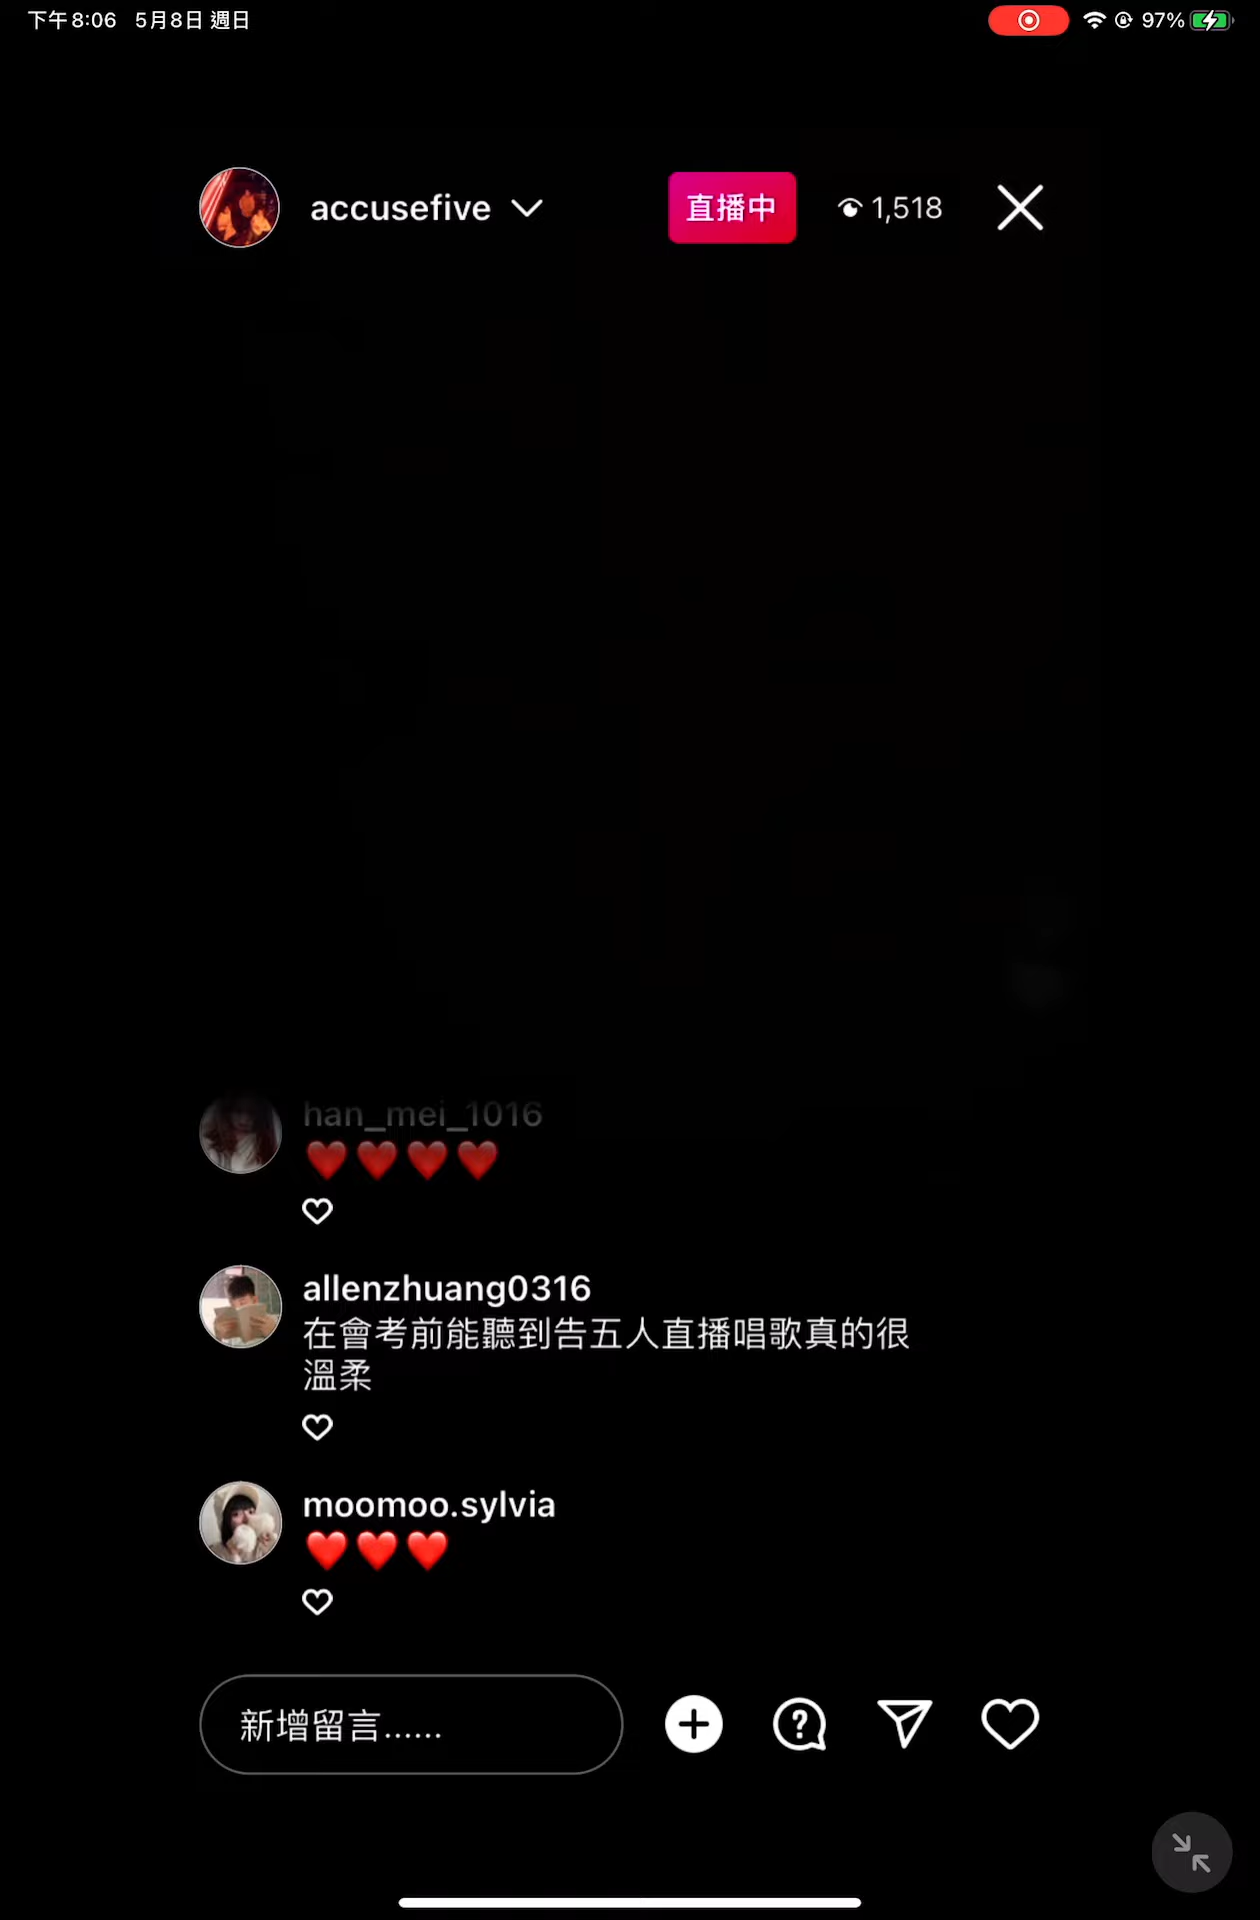 下午8:06 5月8日 週日
97%
accusefive
直播中
1,518
han_mei_1016
❤️❤️❤️❤️
allenzhuang0316
在會考前能聽到告五人直播唱歌真的很
溫柔
moomoo.sylvia
❤️❤️❤️
新增留言......